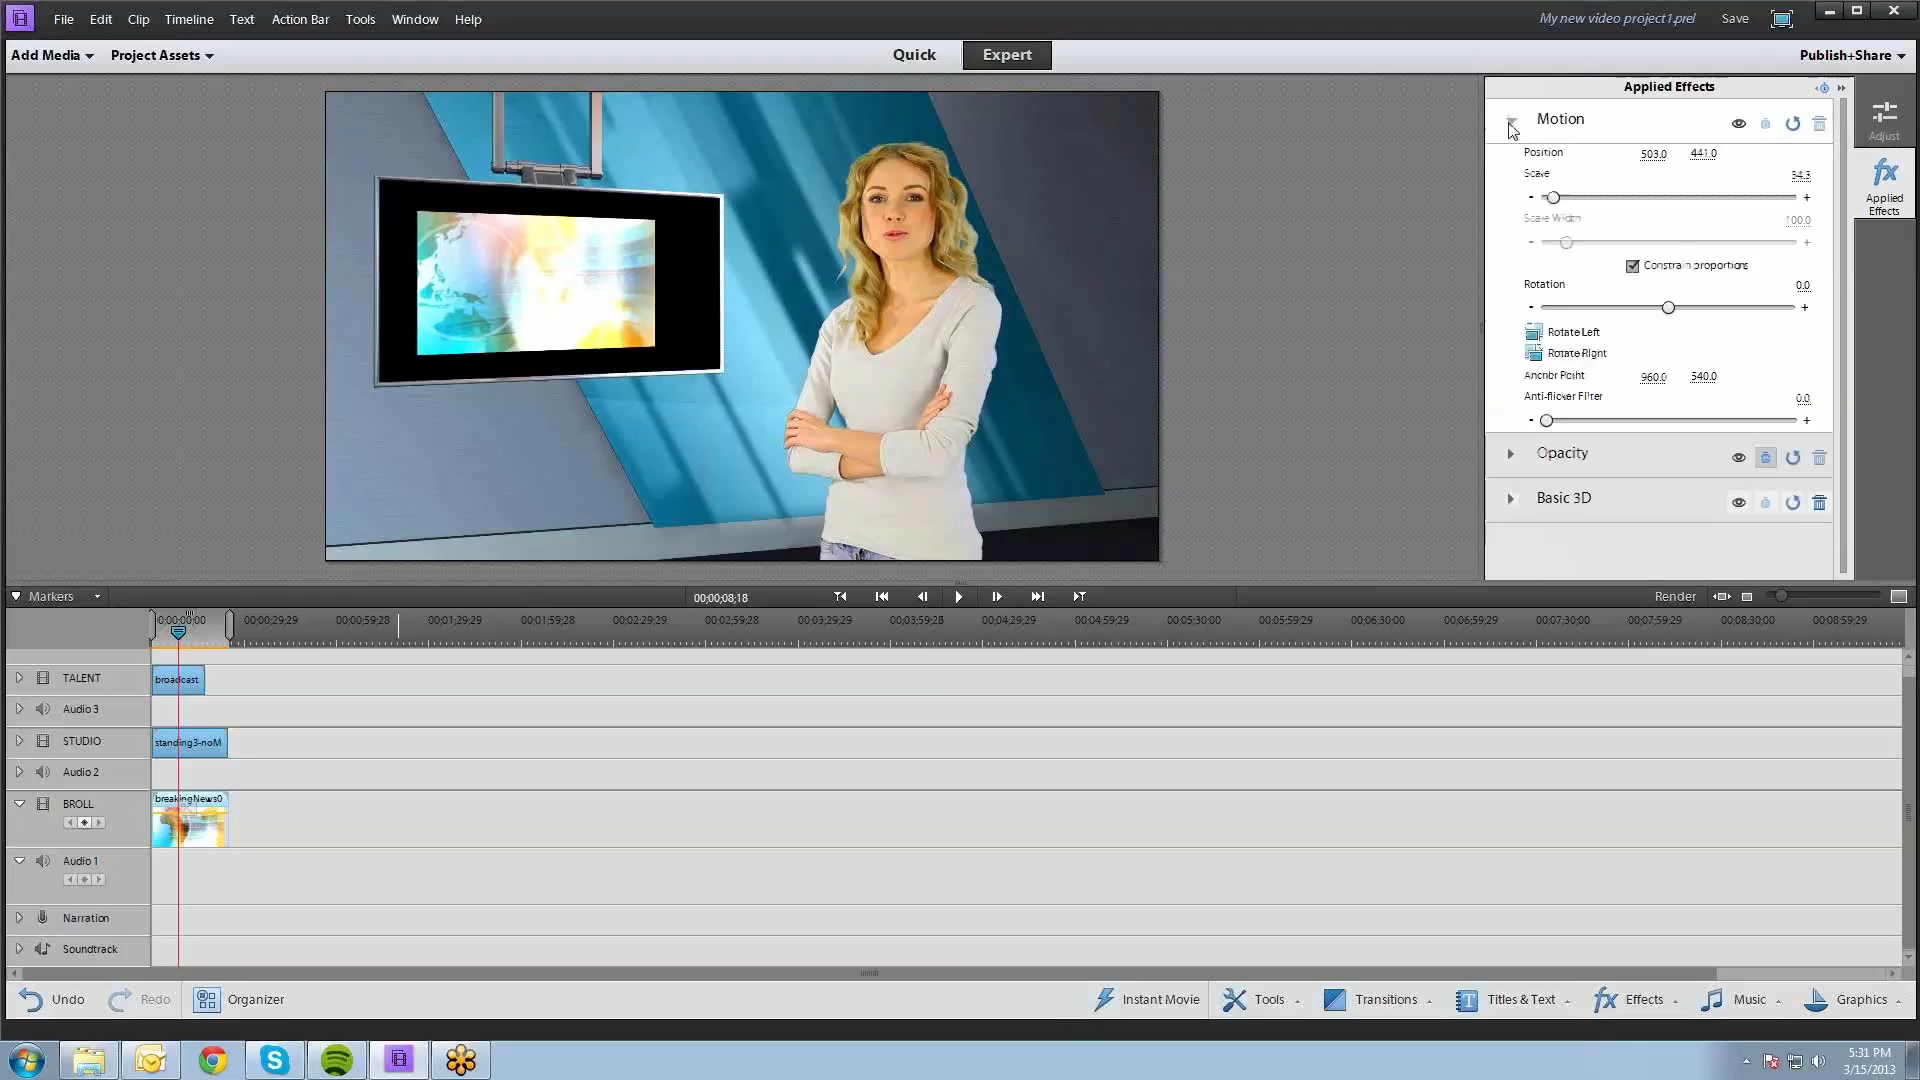 File Edit Clip Timeline Text Action Bar Tools Window Help
My new video project1.prel Save
Add Media Project Assets
Quick Expert
Publish+Share
Applied Effects
Motion
Position 503.0 441.0
Scale 34.3
- +
Scale Width 100.0
- +
Constrain proportions
Rotation 0.0
- +
Rotate Left
Rotate Right
Anchor Point 960.0 540.0
Anti-flicker Filter 0.0
- +
Opacity
Basic 3D
Adjust
fx
Applied
Effects
Markers
00;00;08;18
Render
00;00;00;00 00;00;29;29 00;00;59;28 00;01;29;29 00;01;59;28 00;02;29;29 00;02;59;28 00;03;29;29 00;03;59;28 00;04;29;29 00;04;59;29 00;05;30;00 00;05;59;29 00;06;30;00 00;06;59;29 00;07;30;00 00;07;59;29 00;08;30;00 00;08;59;29
TALENT broadcast
Audio 3
STUDIO standing3-noM
Audio 2
BROLL breakingNews0
Audio 1
Narration
Soundtrack
Undo Redo Organizer
Instant Movie Tools Transitions T Titles & Text fx Effects Music Graphics
5:31 PM
3/15/2013